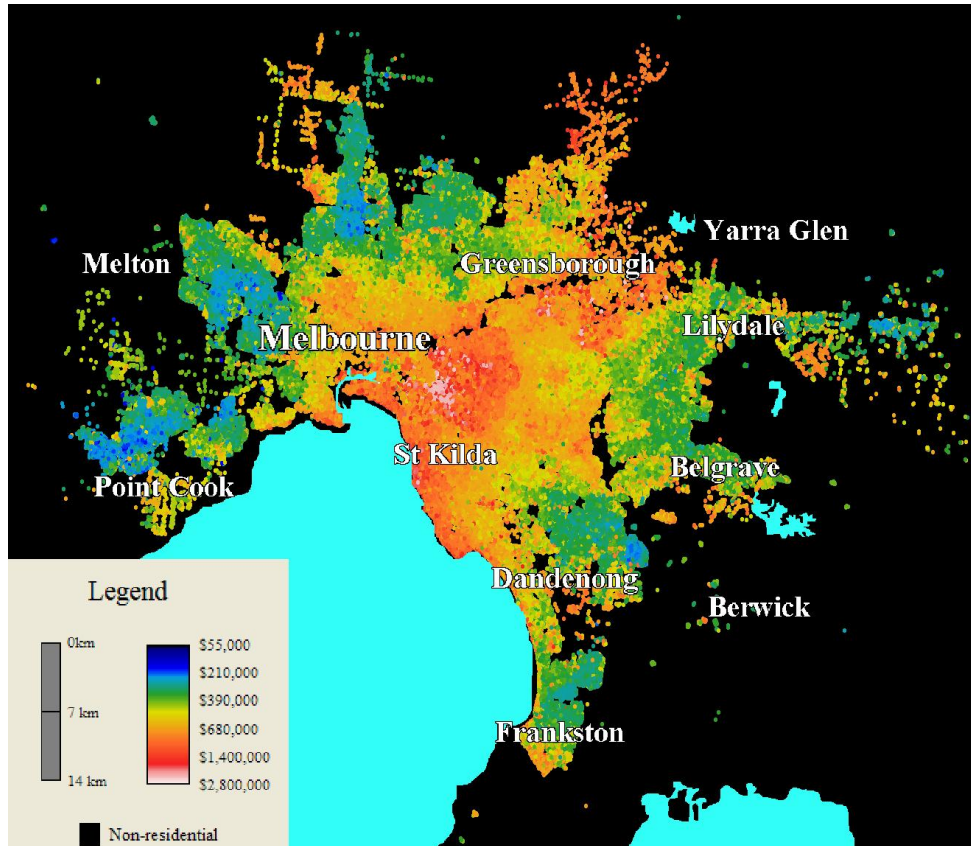 Yarra Glen
Melton
Greensborough
Lilydale
Melbourne
St Kilda
Belgrave
Point Cook
Dandenong
Berwick
Frankston
Legend
0km
7 km
14 km
$55,000
$210,000
$390,000
$680,000
$1,400,000
$2,800,000
Non-residential